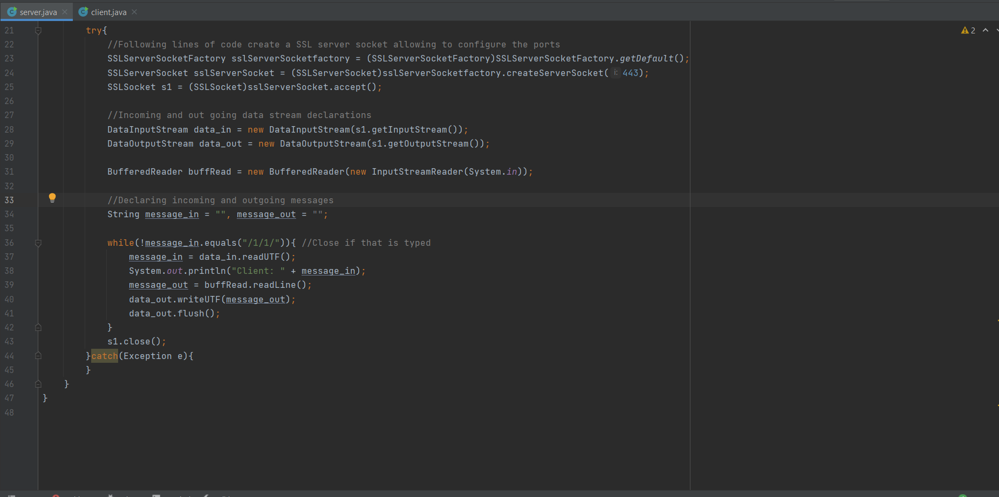 server.java client.java
21 try{ 2
22 //Following lines of code create a SSL server socket allowing to configure the ports
23 SSLServerSocketFactory sslServerSocketfactory = (SSLServerSocketFactory)SSLServerSocketFactory.getDefault();
24 SSLServerSocket sslServerSocket = (SSLServerSocket)sslServerSocketfactory.createServerSocket( i: 443);
25 SSLSocket s1 = (SSLSocket)sslServerSocket.accept();
26
27 //Incoming and out going data stream declarations
28 DataInputStream data_in = new DataInputStream(s1.getInputStream());
29 DataOutputStream data_out = new DataOutputStream(s1.getOutputStream());
30
31 BufferedReader buffRead = new BufferedReader(new InputStreamReader(System.in));
32
33 //Declaring incoming and outgoing messages
34 String message_in = "", message_out = "";
35
36 while(!message_in.equals("/1/1/")){ //Close if that is typed
37 message_in = data_in.readUTF();
38 System.out.println("Client: " + message_in);
39 message_out = buffRead.readLine();
40 data_out.writeUTF(message_out);
41 data_out.flush();
42 }
43 s1.close();
44 }catch(Exception e){
45 }
46 }
47 }
48